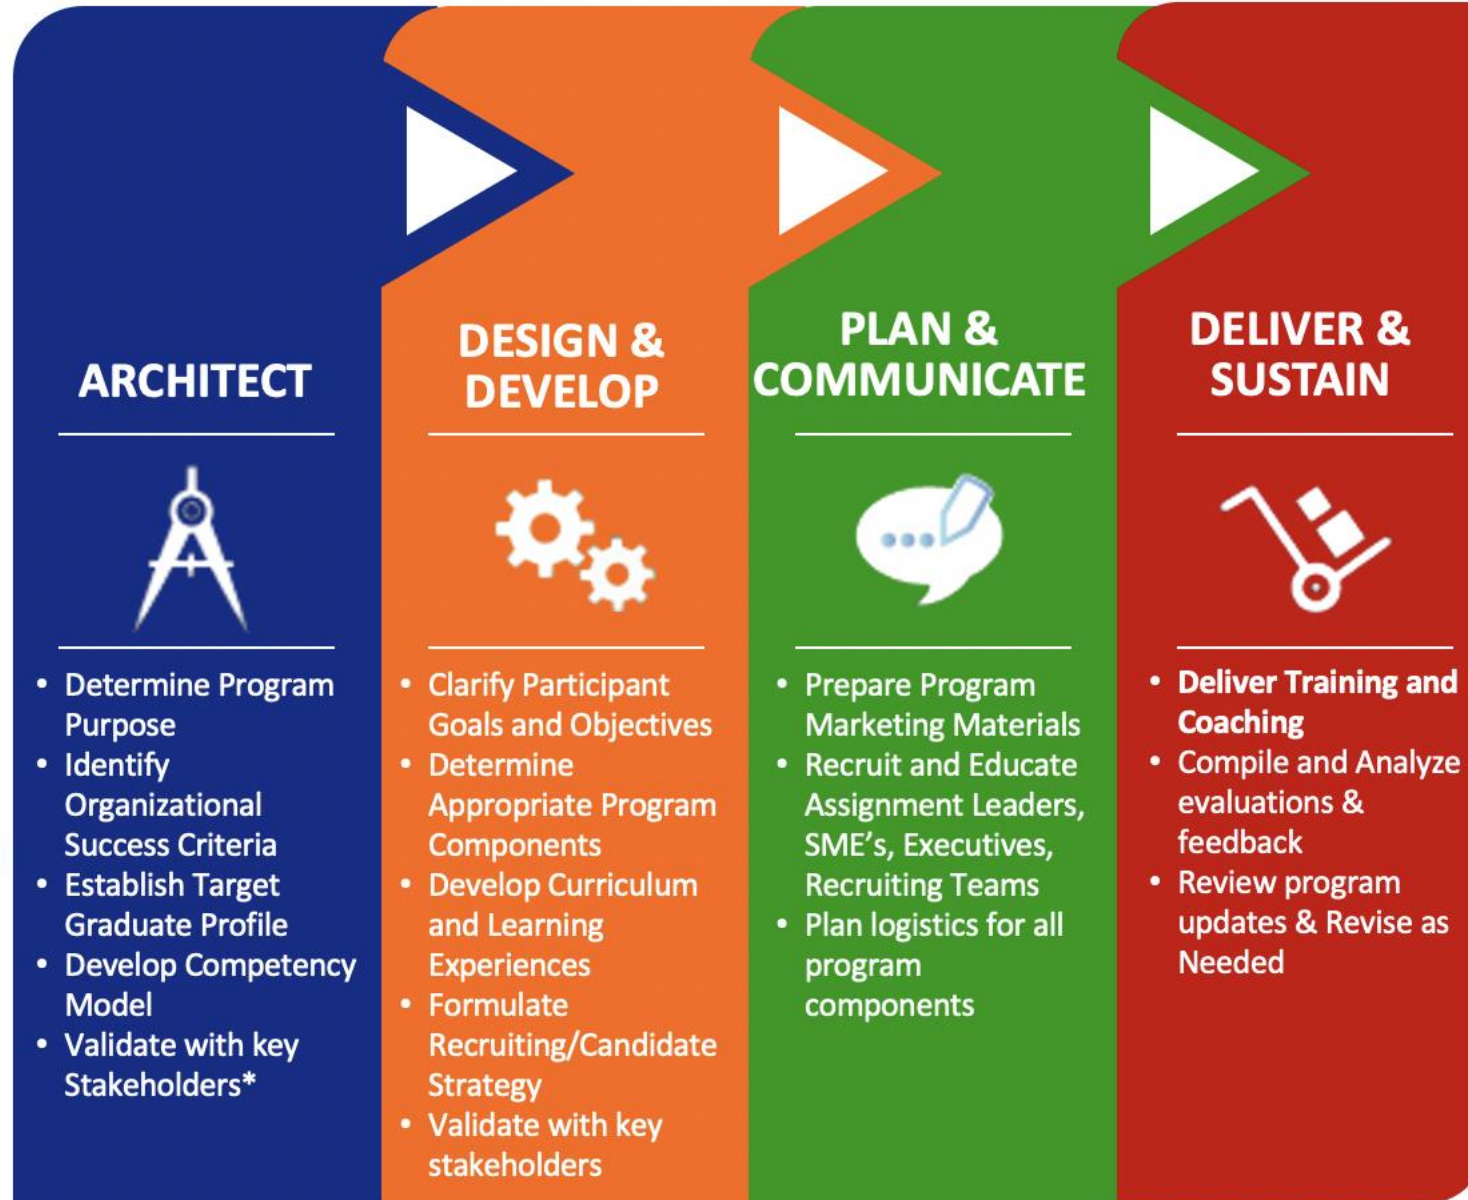 ARCHITECT
• Determine Program
Purpose
• Identify
Organizational
Success Criteria
• Establish Target
Graduate Profile
• Develop Competency
Model
• Validate with key
Stakeholders*
DESIGN &
DEVELOP
• Clarify Participant
Goals and Objectives
• Determine
Appropriate Program
Components
• Develop Curriculum
and Learning
Experiences
• Formulate
Recruiting/Candidate
Strategy
• Validate with key
stakeholders
PLAN &
COMMUNICATE
• Prepare Program
Marketing Materials
• Recruit and Educate
Assignment Leaders,
SME’s, Executives,
Recruiting Teams
• Plan logistics for all
program
components
DELIVER &
SUSTAIN
• Deliver Training and
Coaching
• Compile and Analyze
evaluations &
feedback
• Review program
updates & Revise as
Needed